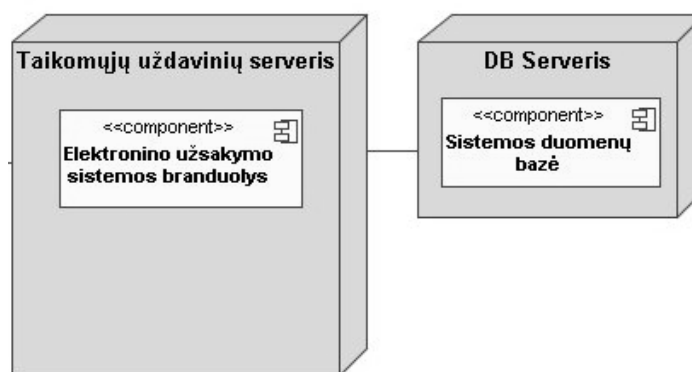 Taikomųjų uždavinių serveris
<<component>>
Elektronino užsakymo
sistemos branduolys
DB Serveris
<<component>>
Sistemos duomenų
bazė